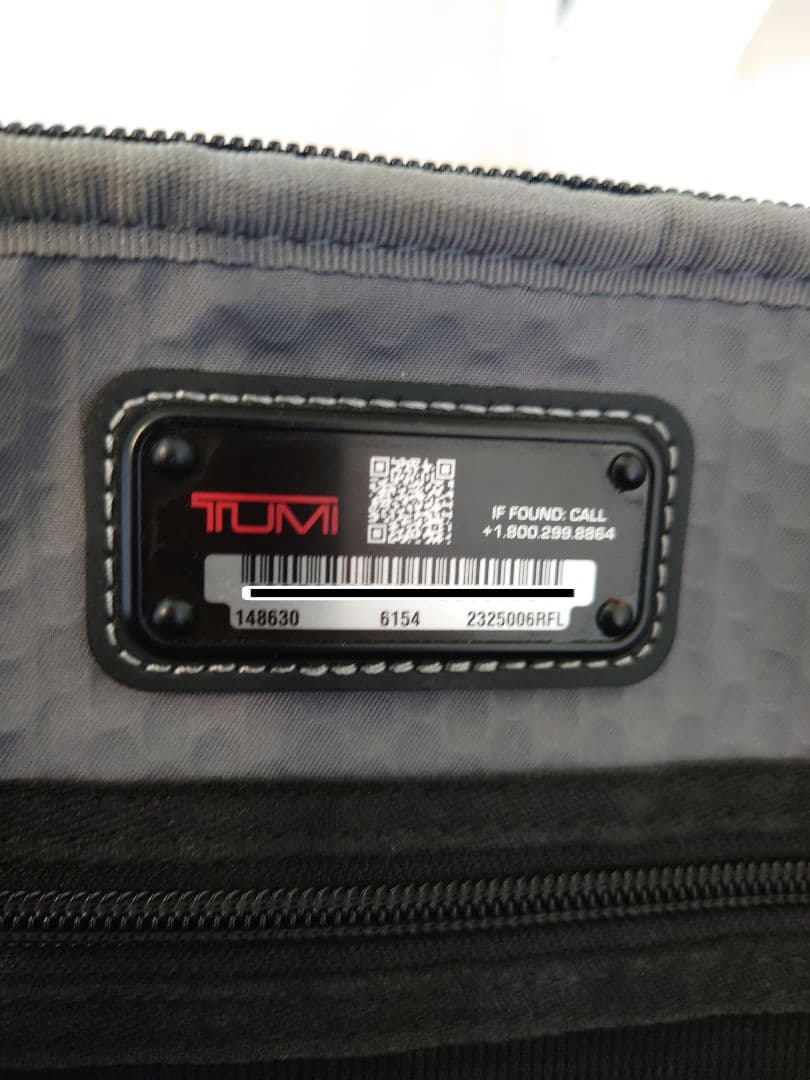 TUMI
IF FOUND: CALL
+1.800.299.8864
148630 6154 2325006RFL